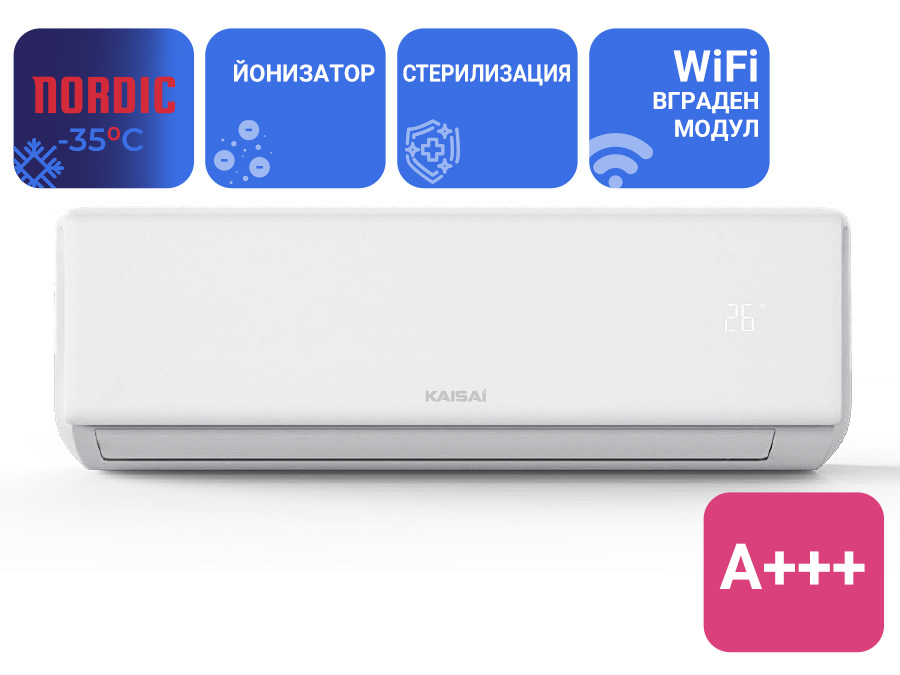 NORDIC
-35°C
ЙОНИЗАТОР
СТЕРИЛИЗАЦИЯ
WiFi
ВГРАДЕН
МОДУЛ
26°
KAISAI
A+++